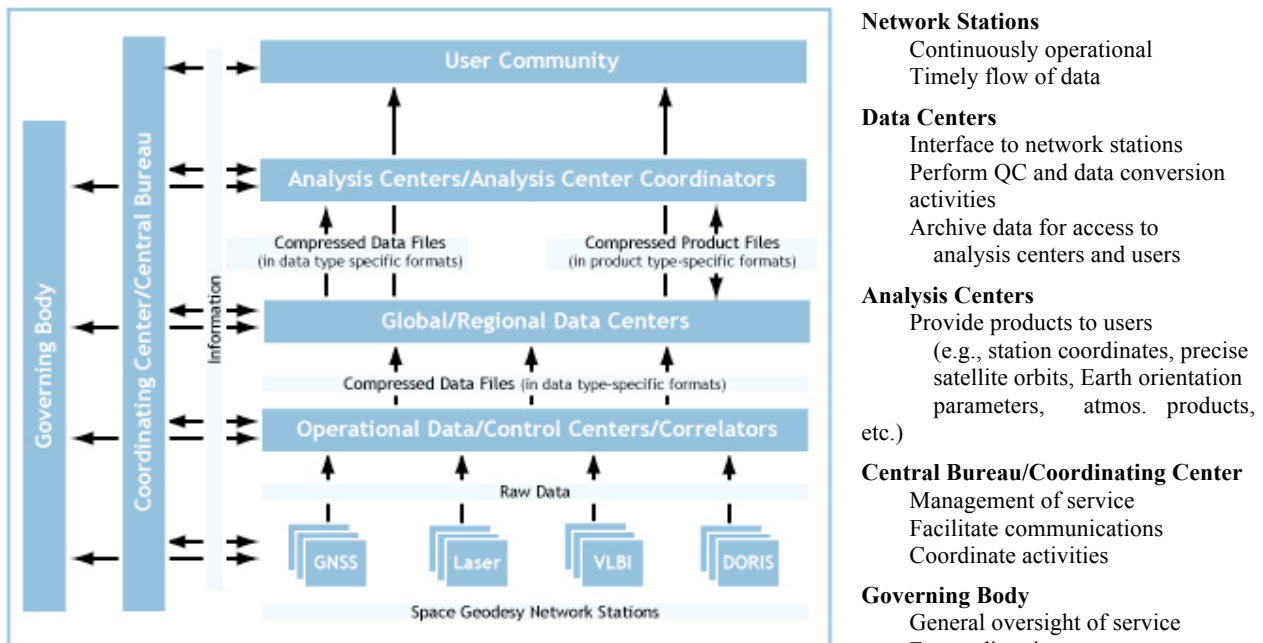 User Community
Analysis Centers/Analysis Center Coordinators
Compressed Data Files
(in data type specific formats)
Compressed Product Files
(in product type-specific formats)
Global/Regional Data Centers
Compressed Data Files (in data type-specific formats)
Operational Data/Control Centers/Correlators
Raw Data
GNSS
Laser
VLBI
DORIS
Space Geodesy Network Stations
Governing Body
Coordinating Center/Central Bureau
Information
Network Stations
Continuously operational
Timely flow of data
Data Centers
Interface to network stations
Perform QC and data conversion
activities
Archive data for access to
analysis centers and users
Analysis Centers
Provide products to users
(e.g., station coordinates, precise
satellite orbits, Earth orientation
parameters, atmos. products,
etc.)
Central Bureau/Coordinating Center
Management of service
Facilitate communications
Coordinate activities
Governing Body
General oversight of service